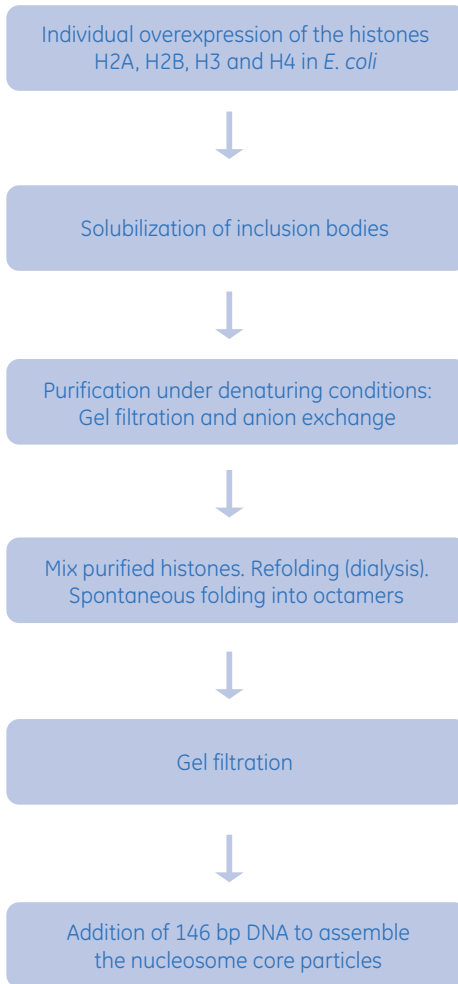 Individual overexpression of the histones
H2A, H2B, H3 and H4 in E. coli
Solubilization of inclusion bodies
Purification under denaturing conditions:
Gel filtration and anion exchange
Mix purified histones. Refolding (dialysis).
Spontaneous folding into octamers
Gel filtration
Addition of 146 bp DNA to assemble
the nucleosome core particles